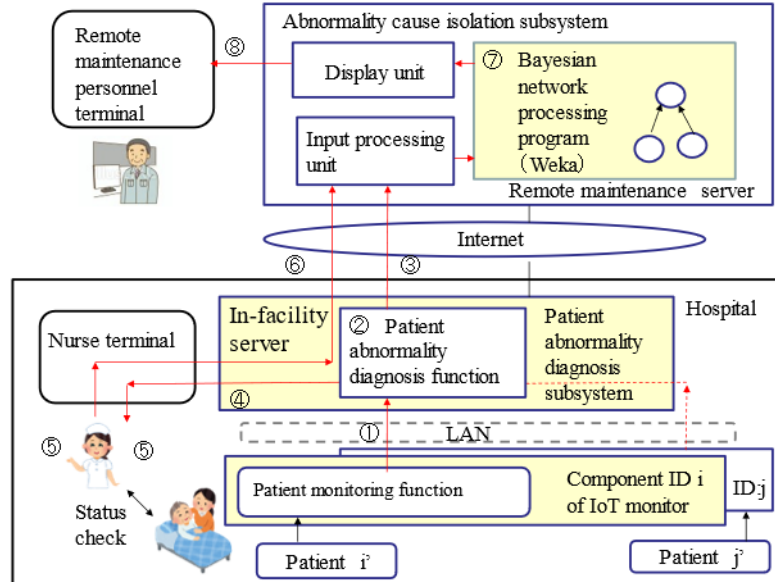 Abnormality cause isolation subsystem
Remote
maintenance
personnel
terminal
⑧
Display unit
⑦ Bayesian
network
processing
program
(Weka)
Input processing
unit
Remote maintenance server
Internet
⑥
③
Hospital
Nurse terminal
In-facility
server
② Patient
abnormality
diagnosis function
Patient
abnormality
diagnosis
subsystem
④
⑤
⑤
①
LAN
Patient monitoring function
Component ID i
of IoT monitor
ID:j
Status
check
Patient i’
Patient j’